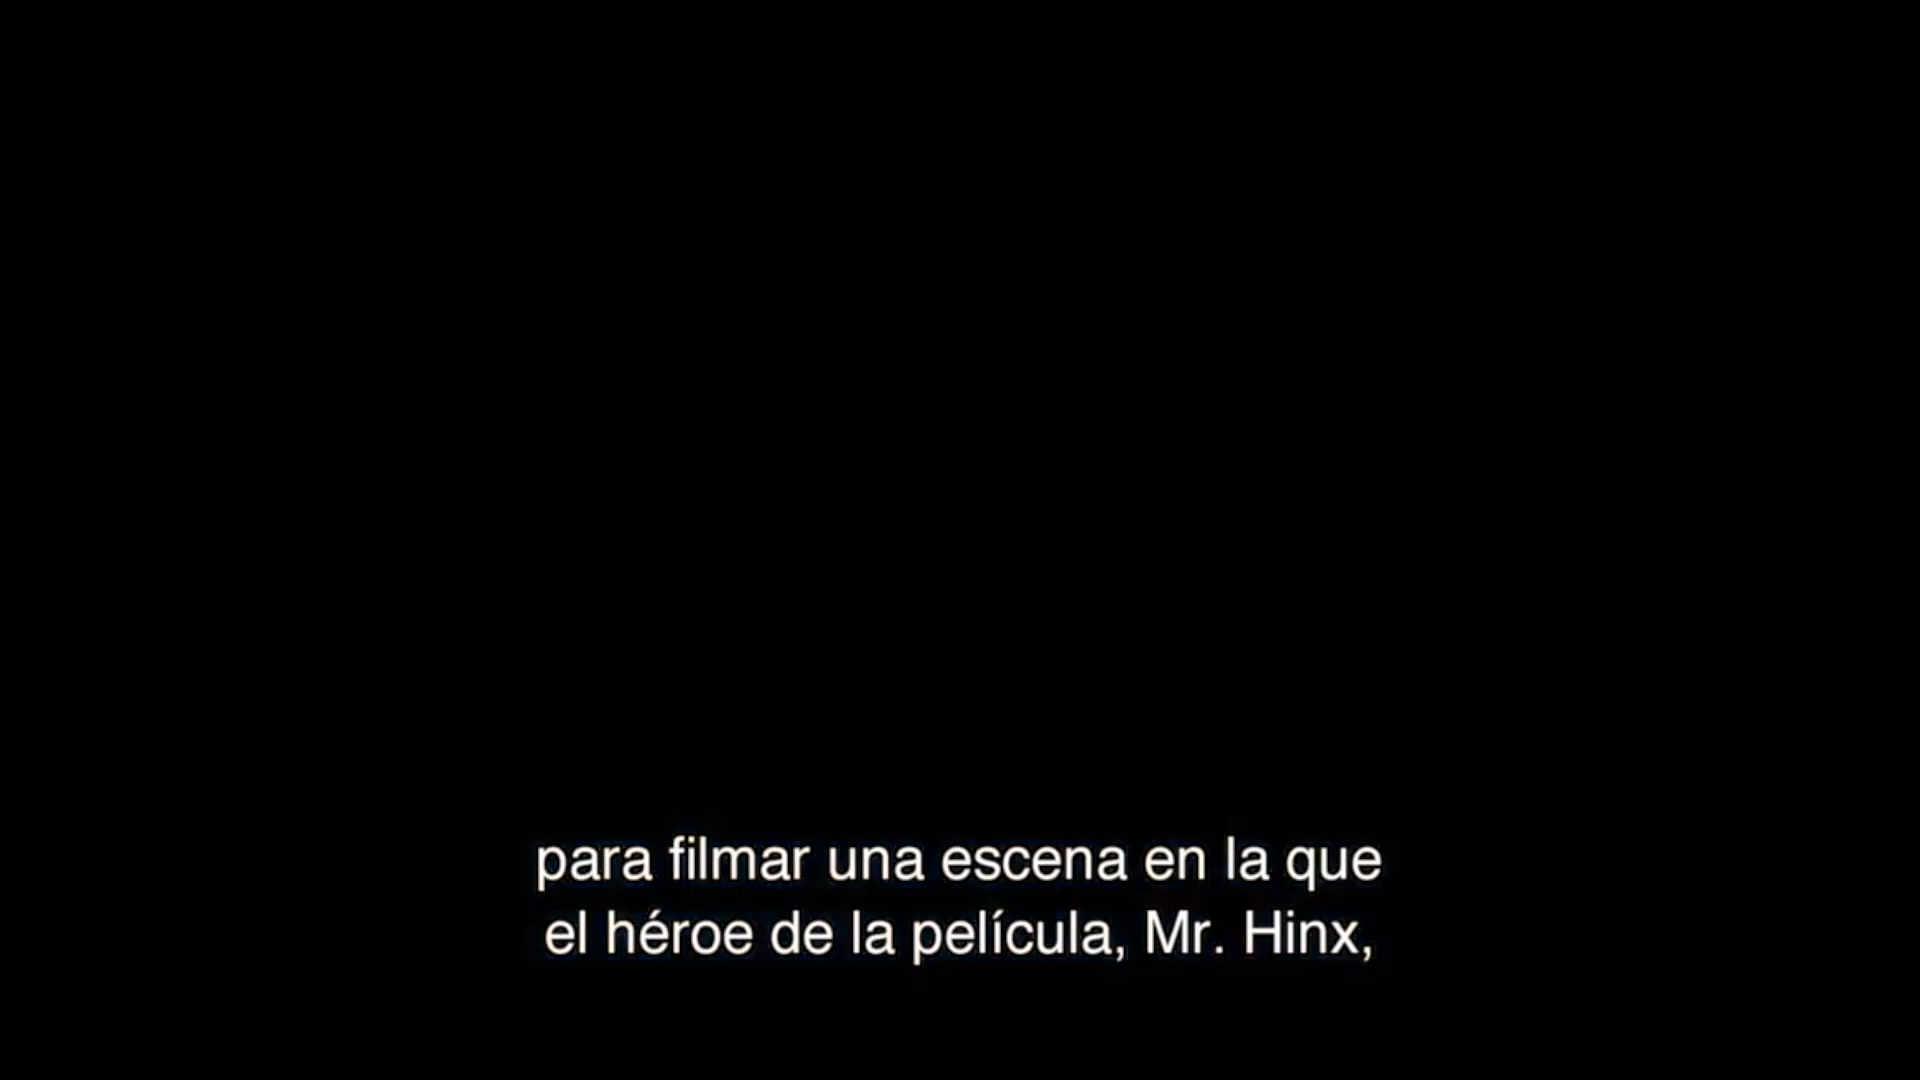 para filmar una escena en la que
el héroe de la película, Mr. Hinx,